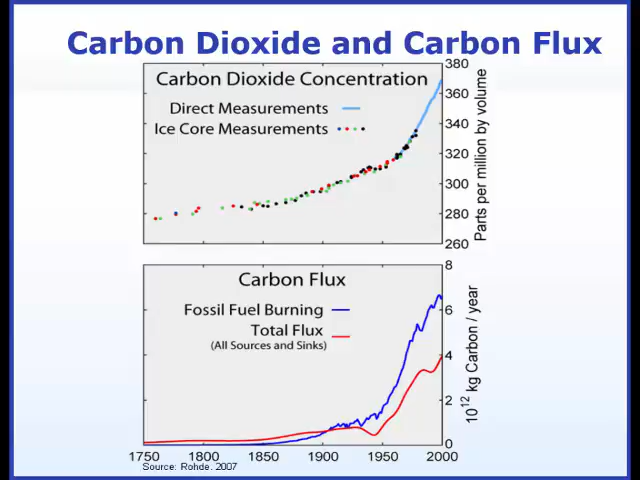 Carbon Dioxide and Carbon Flux
Carbon Dioxide Concentration
Direct Measurements
Ice Core Measurements
380
360
340
320
300
280
260
Parts per million by volume
Carbon Flux
Fossil Fuel Burning
Total Flux
(All Sources and Sinks)
8
6
4
2
0
10¹² kg Carbon / year
1750 1800 1850 1900 1950 2000
Source: Rohde. 2007